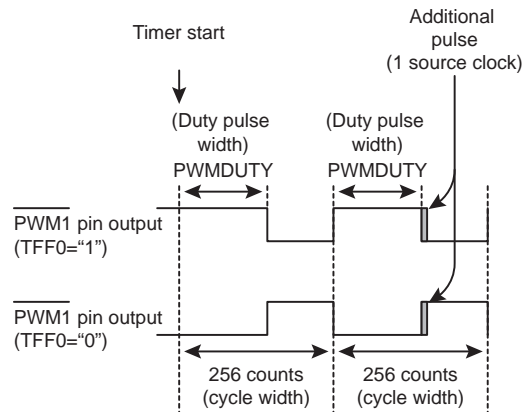 Timer start
Additional
pulse
(1 source clock)
(Duty pulse
width)
PWMDUTY
(Duty pulse
width)
PWMDUTY
PWM1 pin output
(TFF0=“1”)
PWM1 pin output
(TFF0=“0”)
256 counts
(cycle width)
256 counts
(cycle width)